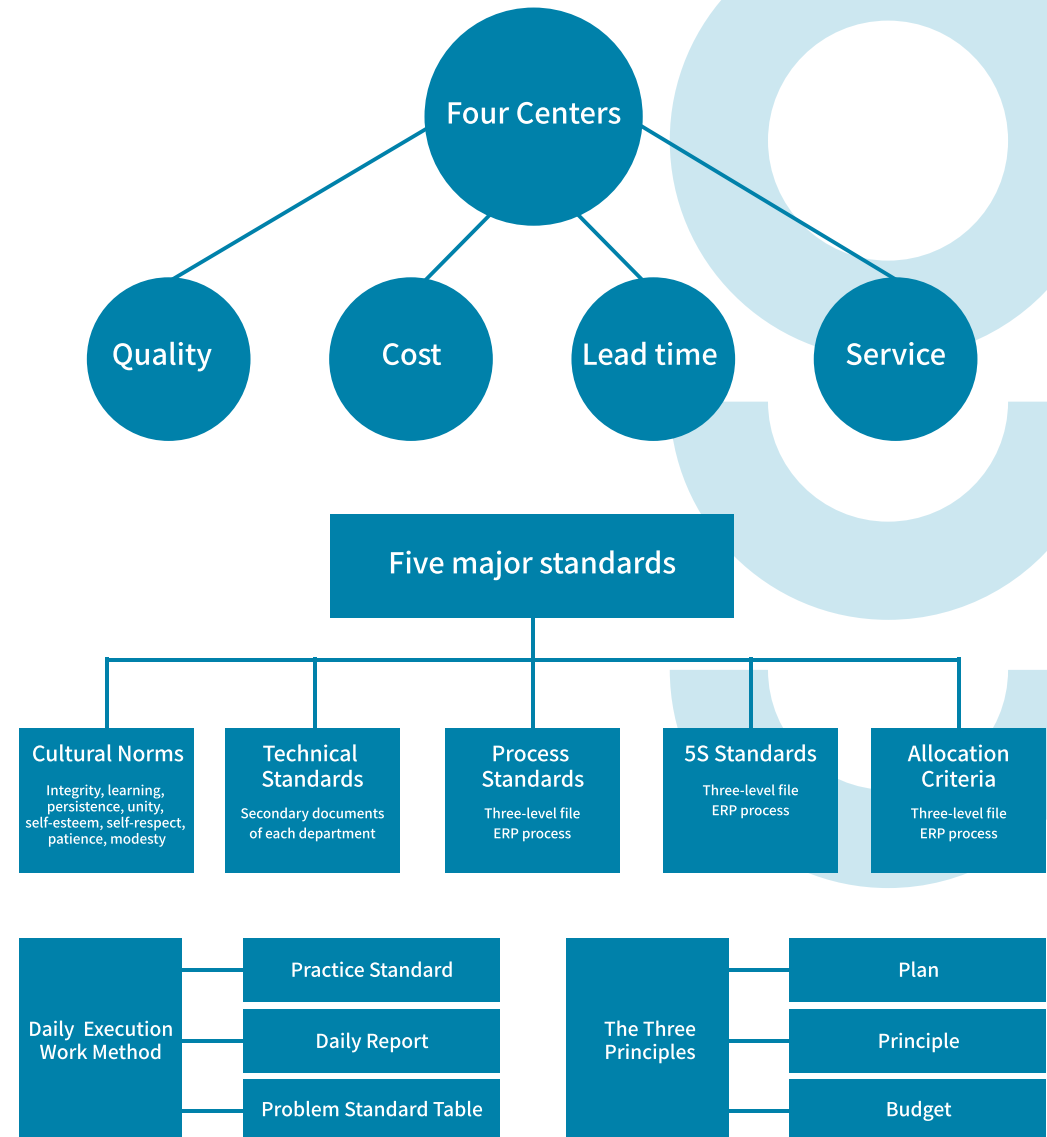 Four Centers
Quality
Cost
Lead time
Service
Five major standards
Cultural Norms
Integrity, learning,
persistence, unity,
self-esteem, self-respect,
patience, modesty
Technical
Standards
Secondary documents
of each department
Process
Standards
Three-level file
ERP process
5S Standards
Three-level file
ERP process
Allocation
Criteria
Three-level file
ERP process
Daily Execution
Work Method
Practice Standard
Daily Report
Problem Standard Table
The Three
Principles
Plan
Principle
Budget